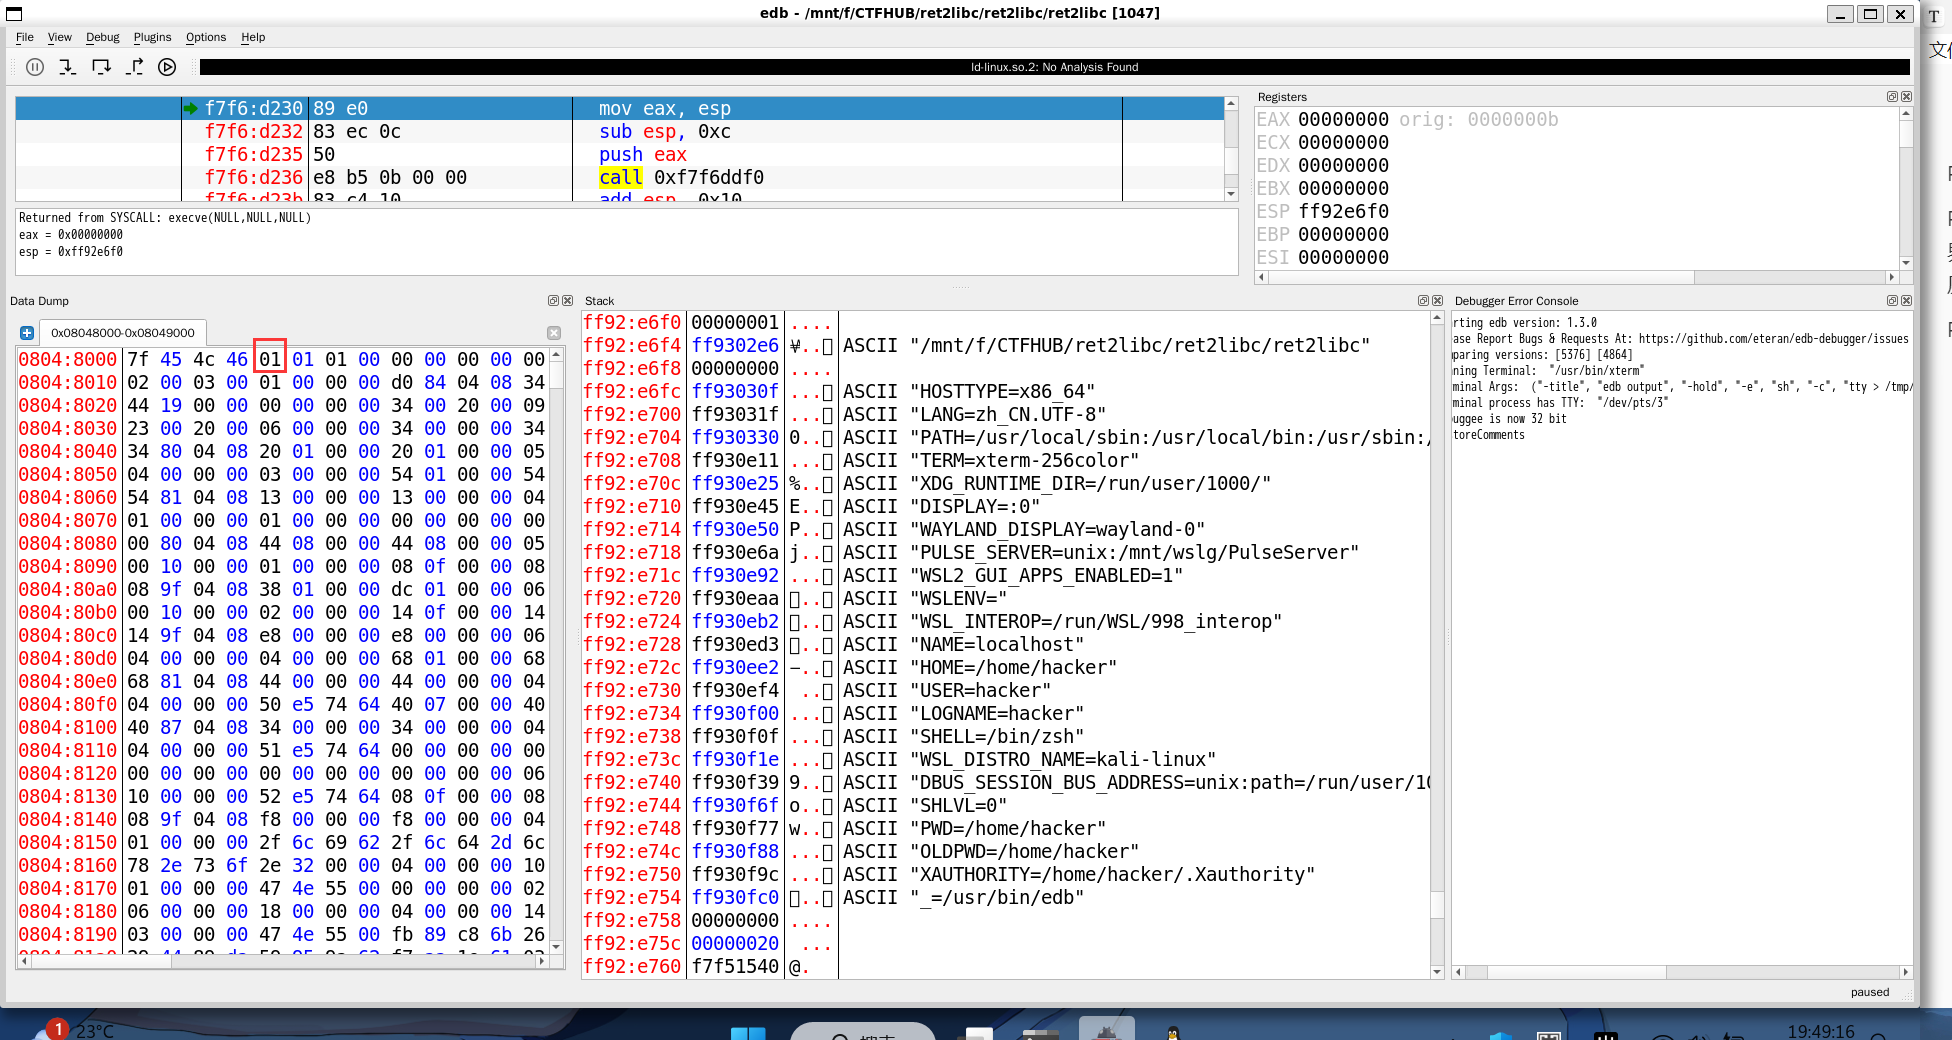 edb - /mnt/f/CTFHUB/ret2libc/ret2libc/ret2libc [1047]
File View Debug Plugins Options Help
ld-linux.so.2: No Analysis Found
f7f6:d230 89 e0 mov eax, esp
f7f6:d232 83 ec 0c sub esp, 0xc
f7f6:d235 50 push eax
f7f6:d236 e8 b5 0b 00 00 call 0xf7f6ddf0
f7f6:d23b 83 c4 10 add esp, 0x10
Returned from SYSCALL: execve(NULL,NULL,NULL)
eax = 0x00000000
esp = 0xff92e6f0
Registers
EAX 00000000 orig: 0000000b
ECX 00000000
EDX 00000000
EBX 00000000
ESP ff92e6f0
EBP 00000000
ESI 00000000
Data Dump
0x08048000-0x08049000
0804:8000 7f 45 4c 46 01 01 01 00 00 00 00 00 00
0804:8010 02 00 03 00 01 00 00 00 d0 84 04 08 34
0804:8020 44 19 00 00 00 00 00 00 34 00 20 00 09
0804:8030 23 00 20 00 06 00 00 00 34 00 00 00 34
0804:8040 34 80 04 08 20 01 00 00 20 01 00 00 05
0804:8050 04 00 00 00 03 00 00 00 54 01 00 00 54
0804:8060 54 81 04 08 13 00 00 00 13 00 00 00 04
0804:8070 01 00 00 00 01 00 00 00 00 00 00 00 00
0804:8080 00 80 04 08 44 08 00 00 44 08 00 00 05
0804:8090 00 10 00 00 01 00 00 00 08 0f 00 00 08
0804:80a0 08 9f 04 08 38 01 00 00 dc 01 00 00 06
0804:80b0 00 10 00 00 02 00 00 00 14 0f 00 00 14
0804:80c0 14 9f 04 08 e8 00 00 00 e8 00 00 00 06
0804:80d0 04 00 00 00 04 00 00 00 68 01 00 00 68
0804:80e0 68 81 04 08 44 00 00 00 44 00 00 00 04
0804:80f0 04 00 00 00 50 e5 74 64 40 07 00 00 40
0804:8100 40 87 04 08 34 00 00 00 34 00 00 00 04
0804:8110 04 00 00 00 51 e5 74 64 00 00 00 00 00
0804:8120 00 00 00 00 00 00 00 00 00 00 00 00 06
0804:8130 10 00 00 00 52 e5 74 64 08 0f 00 00 08
0804:8140 08 9f 04 08 f8 00 00 00 f8 00 00 00 04
0804:8150 01 00 00 00 2f 6c 69 62 2f 6c 64 2d 6c
0804:8160 78 2e 73 6f 2e 32 00 00 04 00 00 00 10
0804:8170 01 00 00 00 47 4e 55 00 00 00 00 00 02
0804:8180 06 00 00 00 18 00 00 00 04 00 00 00 14
0804:8190 03 00 00 00 47 4e 55 00 fb 89 c8 6b 26
Stack
ff92:e6f0 00000001 ....
ff92:e6f4 ff9302e6 ASCII "/mnt/f/CTFHUB/ret2libc/ret2libc/ret2libc"
ff92:e6f8 00000000 ....
ff92:e6fc ff93030f ... ASCII "HOSTTYPE=x86_64"
ff92:e700 ff93031f ... ASCII "LANG=zh_CN.UTF-8"
ff92:e704 ff930330 0.. ASCII "PATH=/usr/local/sbin:/usr/local/bin:/usr/sbin:/
ff92:e708 ff930e11 ... ASCII "TERM=xterm-256color"
ff92:e70c ff930e25 %.. ASCII "XDG_RUNTIME_DIR=/run/user/1000/"
ff92:e710 ff930e45 E.. ASCII "DISPLAY=:0"
ff92:e714 ff930e50 P.. ASCII "WAYLAND_DISPLAY=wayland-0"
ff92:e718 ff930e6a j.. ASCII "PULSE_SERVER=unix:/mnt/wslg/PulseServer"
ff92:e71c ff930e92 ... ASCII "WSL2_GUI_APPS_ENABLED=1"
ff92:e720 ff930eaa .. ASCII "WSLENV="
ff92:e724 ff930eb2 .. ASCII "WSL_INTEROP=/run/WSL/998_interop"
ff92:e728 ff930ed3 .. ASCII "NAME=localhost"
ff92:e72c ff930ee2 .. ASCII "HOME=/home/hacker"
ff92:e730 ff930ef4 .. ASCII "USER=hacker"
ff92:e734 ff930f00 ... ASCII "LOGNAME=hacker"
ff92:e738 ff930f0f ... ASCII "SHELL=/bin/zsh"
ff92:e73c ff930f1e ... ASCII "WSL_DISTRO_NAME=kali-linux"
ff92:e740 ff930f39 9.. ASCII "DBUS_SESSION_BUS_ADDRESS=unix:path=/run/user/10
ff92:e744 ff930f6f o.. ASCII "SHLVL=0"
ff92:e748 ff930f77 w.. ASCII "PWD=/home/hacker"
ff92:e74c ff930f88 ... ASCII "OLDPWD=/home/hacker"
ff92:e750 ff930f9c ... ASCII "XAUTHORITY=/home/hacker/.Xauthority"
ff92:e754 ff930fc0 .. ASCII "_=/usr/bin/edb"
ff92:e758 00000000 ....
ff92:e75c 00000020 ...
ff92:e760 f7f51540 @.
Debugger Error Console
rting edb version: 1.3.0
ase Report Bugs & Requests At: https://github.com/eteran/edb-debugger/issues
paring versions: [5376] [4864]
ning Terminal: "/usr/bin/xterm"
minal Args: ("-title", "edb output", "-hold", "-e", "sh", "-c", "tty > /tmp/
minal process has TTY: "/dev/pts/3"
uggee is now 32 bit
toreComments
paused
1
23°C
19:49:16